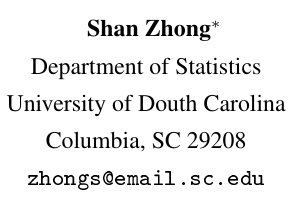 Shan Zhong*
Department of Statistics
University of Douth Carolina
Columbia, SC 29208
zhongs@email.sc.edu